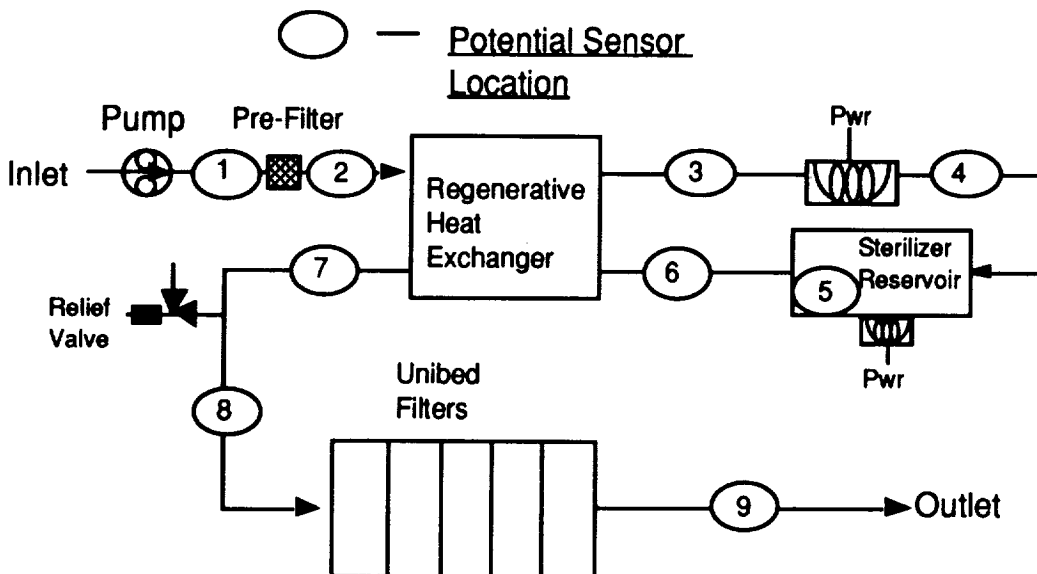 Potential Sensor
Location
Pump
Pre-Filter
Pwr
Inlet
1
2
Regenerative
Heat
Exchanger
3
4
7
6
Sterilizer
Reservoir
5
Relief
Valve
Pwr
8
Unibed
Filters
9
Outlet